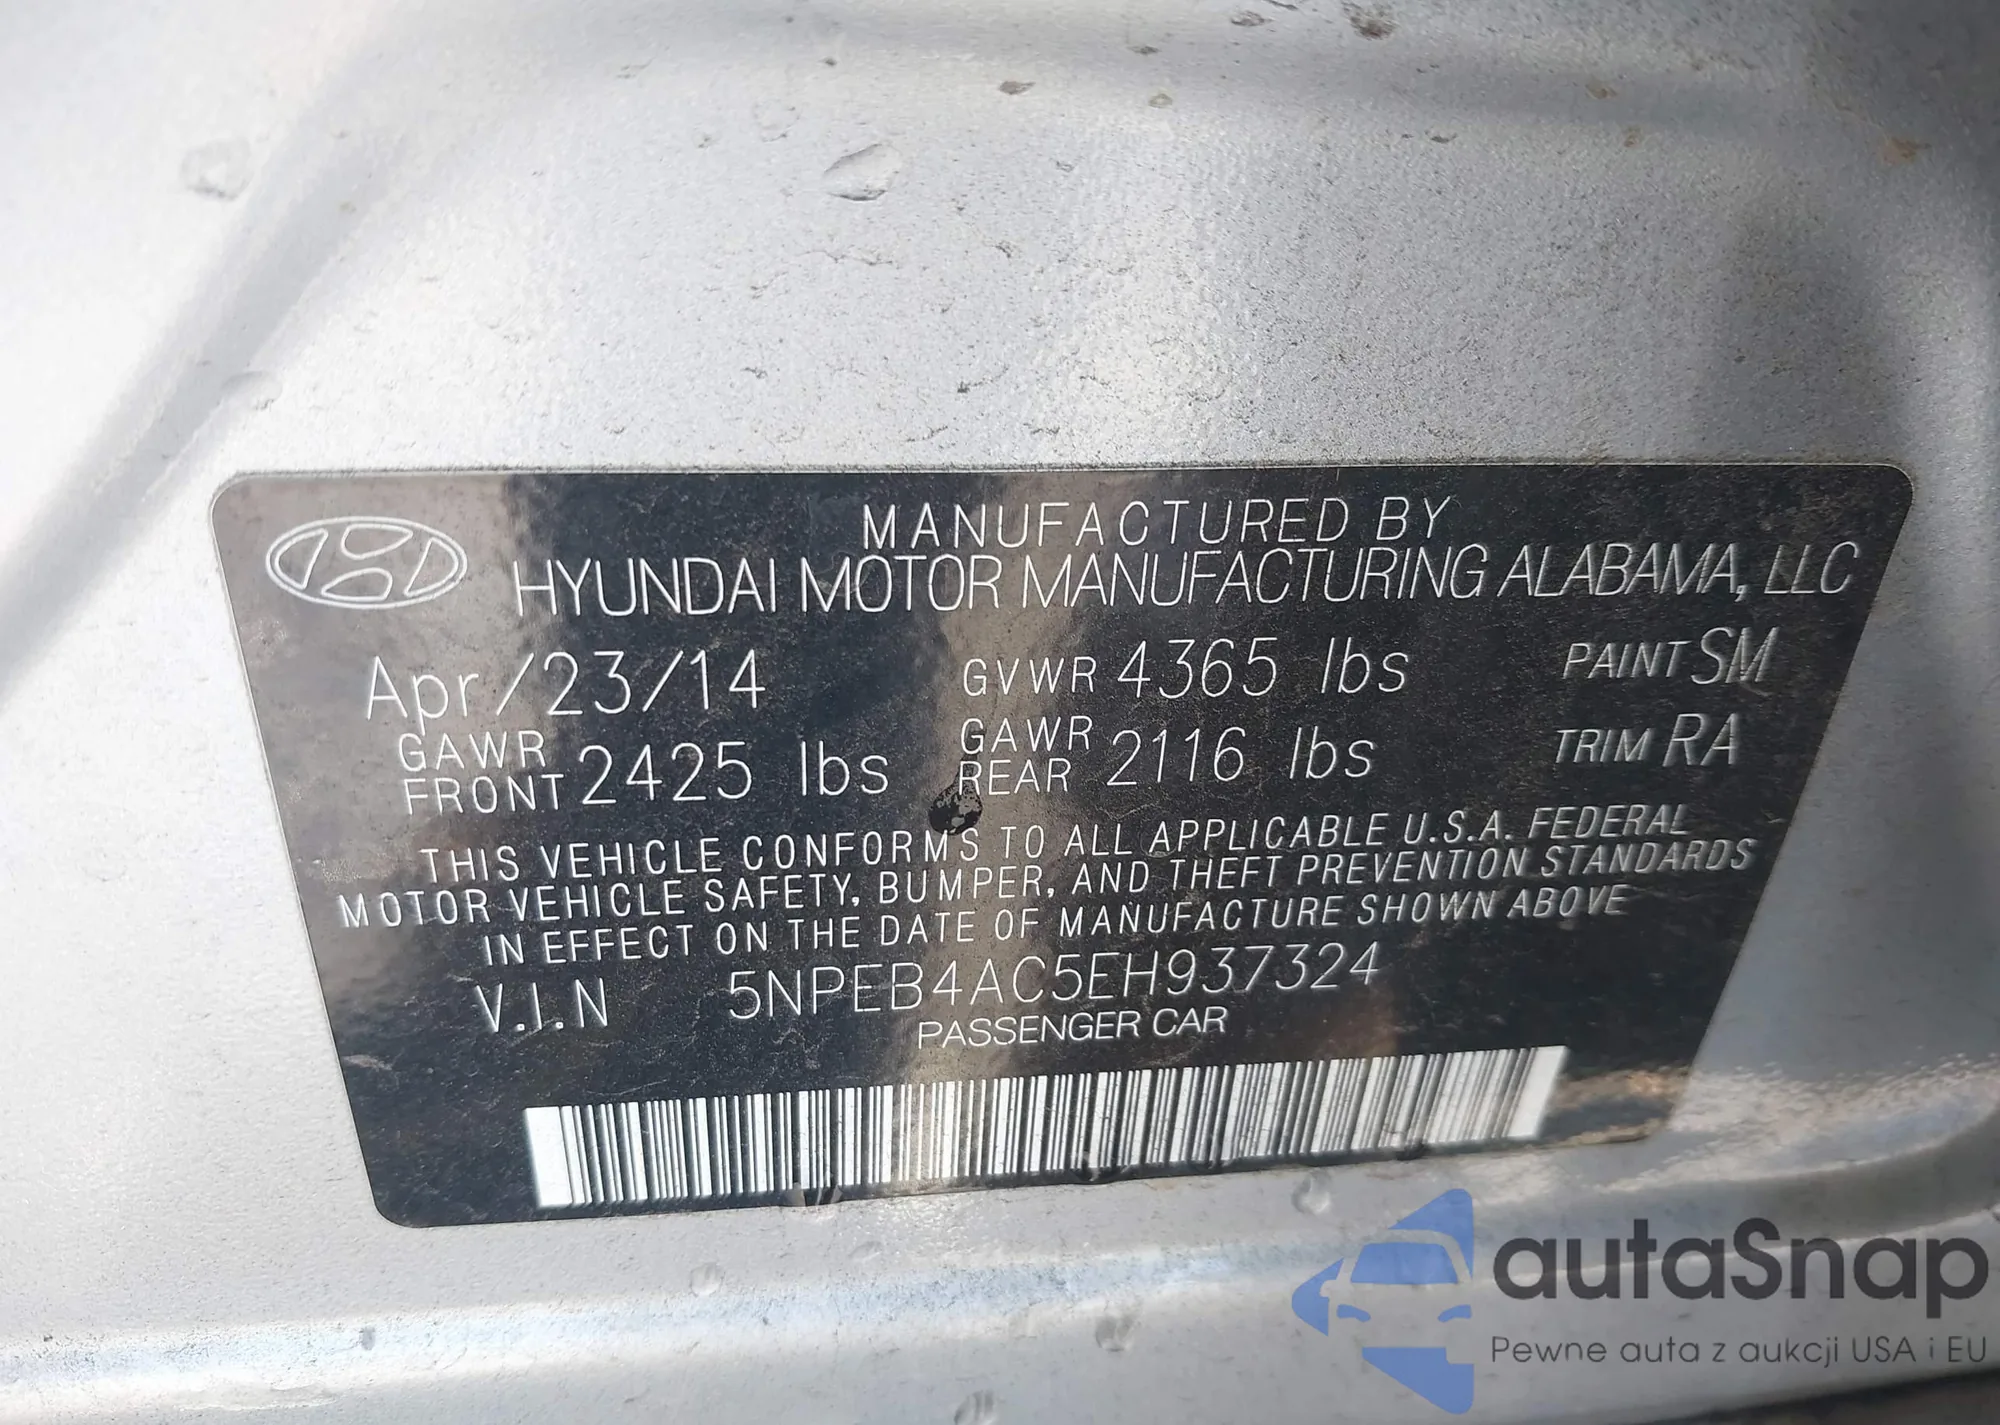 MANUFACTURED BY
HYUNDAI MOTOR MANUFACTURING ALABAMA, LLC
Apr/23/14 GVWR 4365 lbs PAINT SM
GAWR FRONT 2425 lbs GAWR REAR 2116 lbs TRIM RA
THIS VEHICLE CONFORMS TO ALL APPLICABLE U.S.A. FEDERAL
MOTOR VEHICLE SAFETY, BUMPER, AND THEFT PREVENTION STANDARDS
IN EFFECT ON THE DATE OF MANUFACTURE SHOWN ABOVE
V.I.N 5NPEB4AC5EH937324
PASSENGER CAR
autaSnap
Pewne auta z aukcji USA i EU